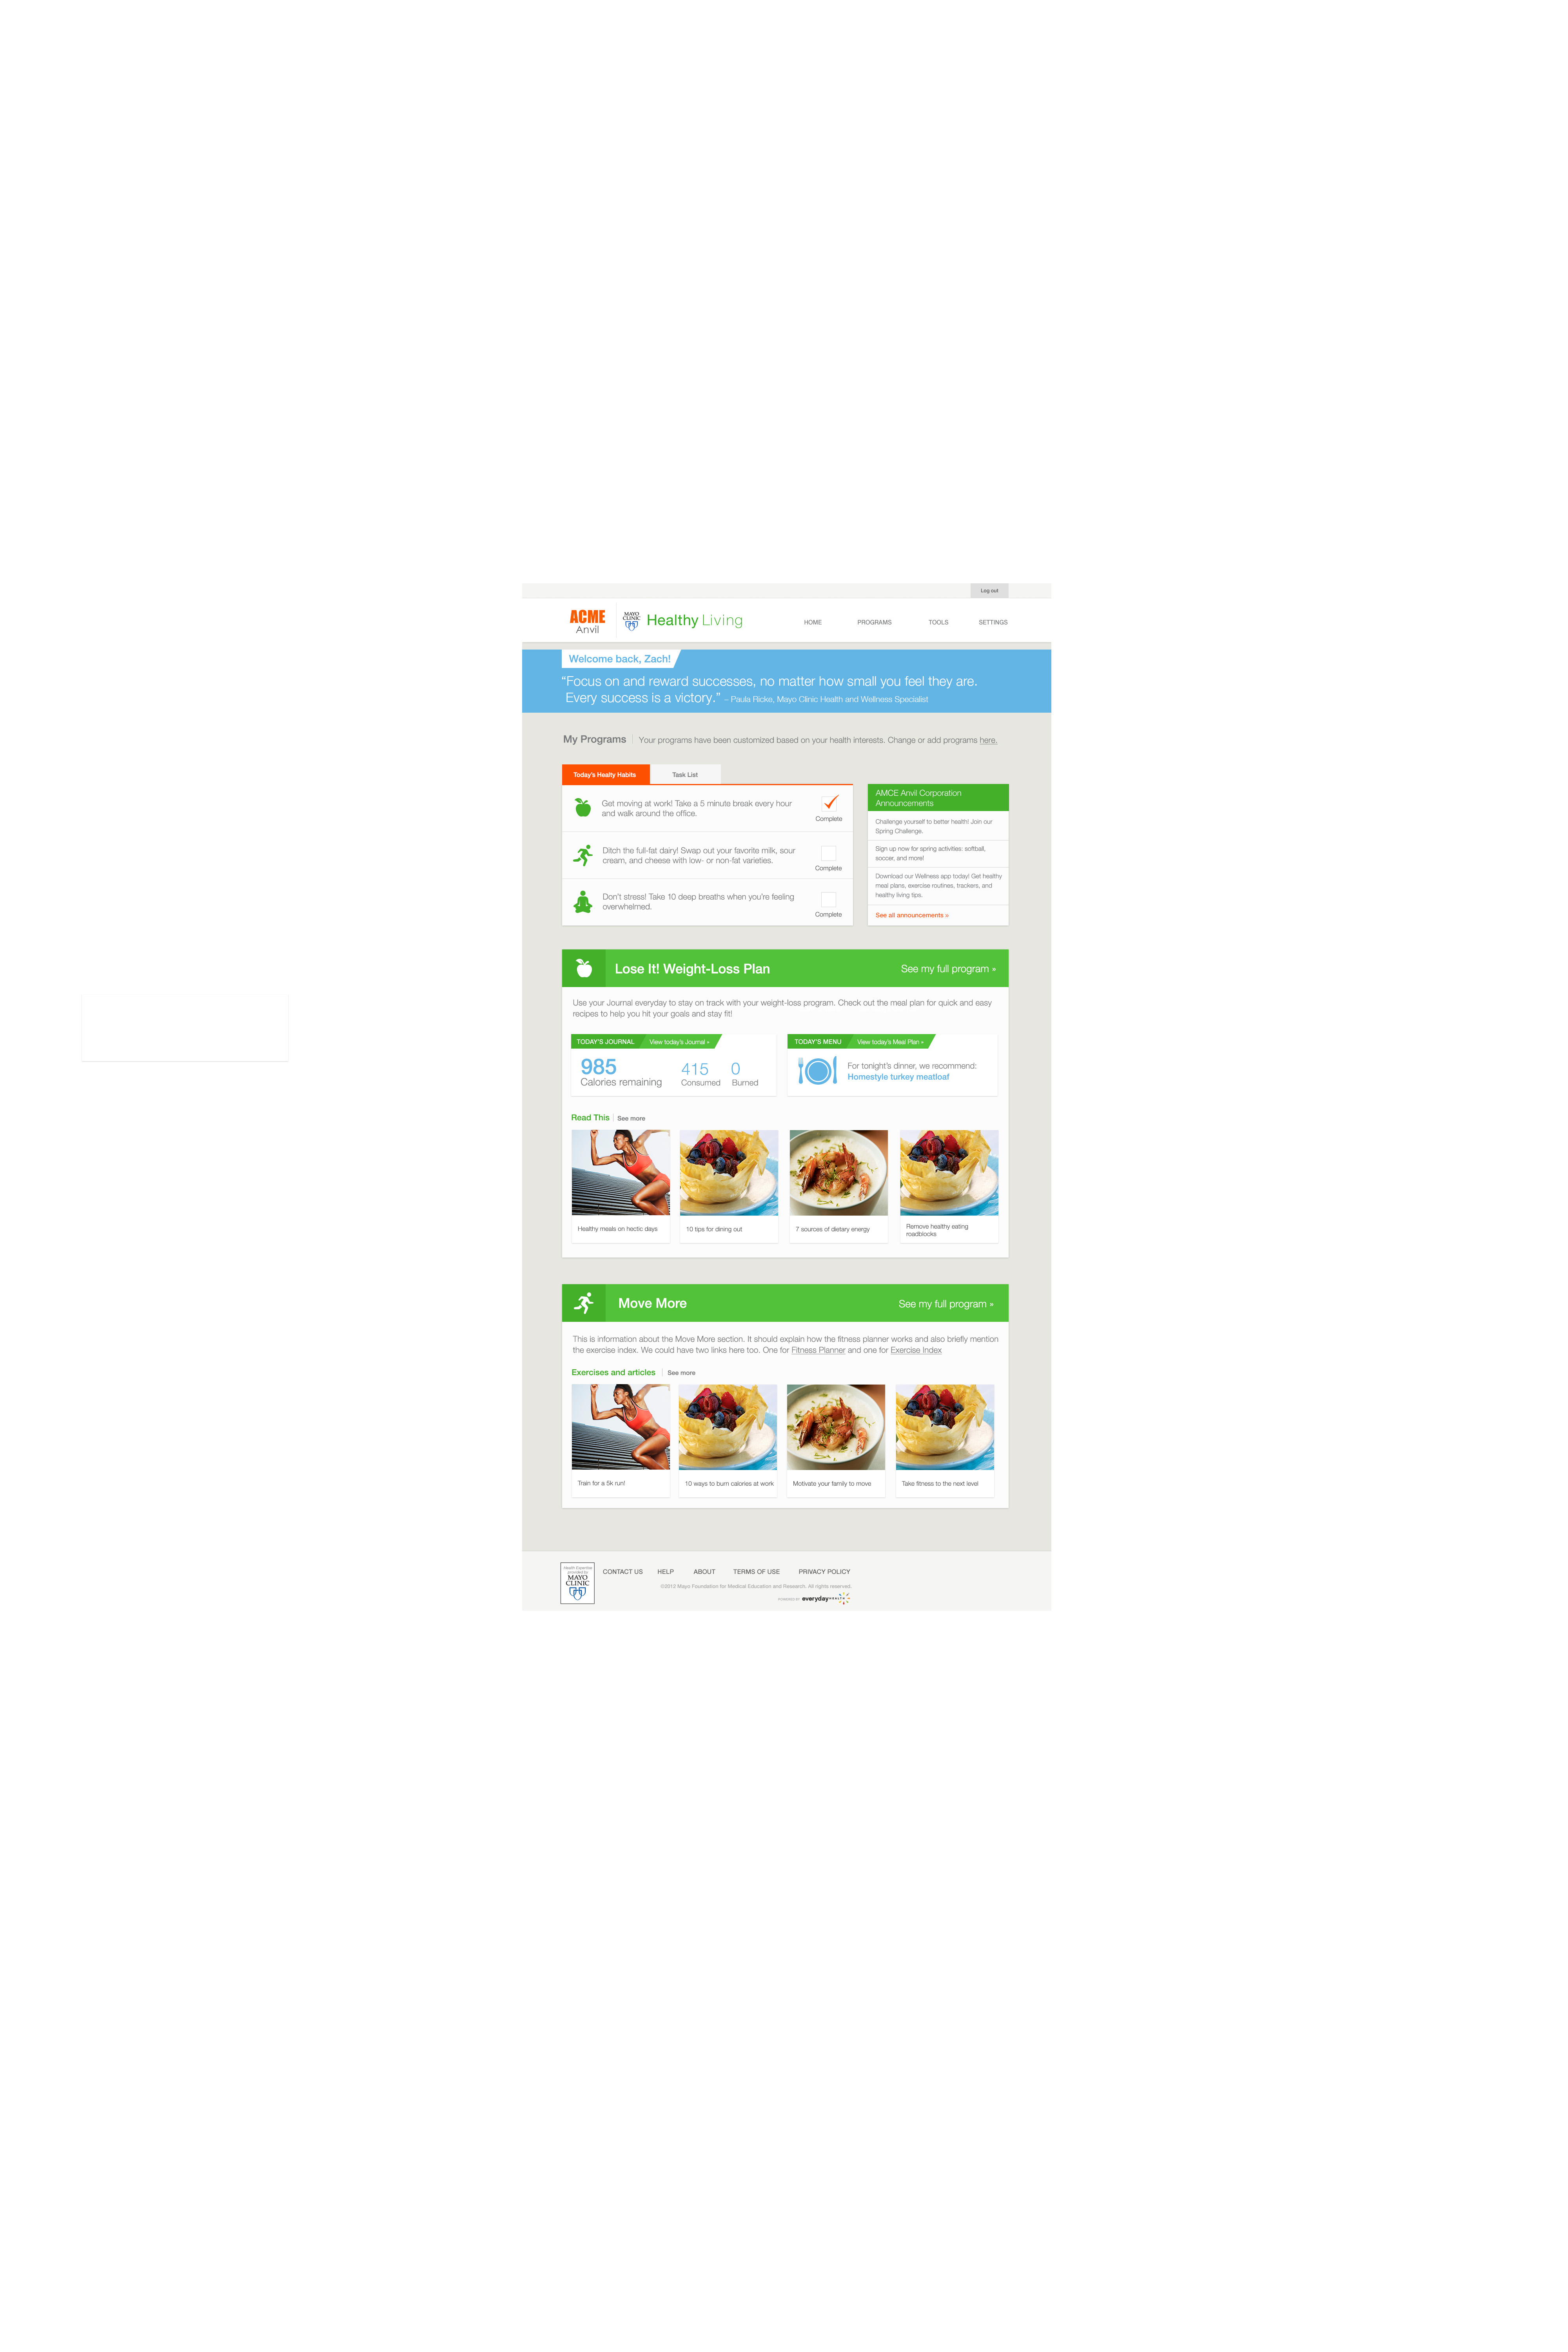 Log out
ACME
Anvil
MAYO
CLINIC
Healthy Living
HOME
PROGRAMS
TOOLS
SETTINGS
Welcome back, Zach!
“Focus on and reward successes, no matter how small you feel they are.
Every success is a victory.” – Paula Ricke, Mayo Clinic Health and Wellness Specialist
My Programs
Your programs have been customized based on your health interests. Change or add programs here.
Today's Healty Habits
Task List
Get moving at work! Take a 5 minute break every hour
and walk around the office.
Complete
Ditch the full-fat dairy! Swap out your favorite milk, sour
cream, and cheese with low- or non-fat varieties.
Complete
Don't stress! Take 10 deep breaths when you're feeling
overwhelmed.
Complete
AMCE Anvil Corporation
Announcements
Challenge yourself to better health! Join our
Spring Challenge.
Sign up now for spring activities: softball,
soccer, and more!
Download our Wellness app today! Get healthy
meal plans, exercise routines, trackers, and
healthy living tips.
See all announcements »
Lose It! Weight-Loss Plan
See my full program »
Use your Journal everyday to stay on track with your weight-loss program. Check out the meal plan for quick and easy
recipes to help you hit your goals and stay fit!
TODAY'S JOURNAL
View today's Journal »
985
Calories remaining
415
Consumed
0
Burned
TODAY'S MENU
View today's Meal Plan »
For tonight's dinner, we recommend:
Homestyle turkey meatloaf
Read This
See more
Healthy meals on hectic days
10 tips for dining out
7 sources of dietary energy
Remove healthy eating
roadblocks
Move More
See my full program »
This is information about the Move More section. It should explain how the fitness planner works and also briefly mention
the exercise index. We could have two links here too. One for Fitness Planner and one for Exercise Index
Exercises and articles
See more
Train for a 5k run!
10 ways to burn calories at work
Motivate your family to move
Take fitness to the next level
Health Expertise
provided by
MAYO
CLINIC
CONTACT US
HELP
ABOUT
TERMS OF USE
PRIVACY POLICY
©2013 Mayo Foundation for Medical Education and Research. All rights reserved
POWERED BY everyday HEALTH